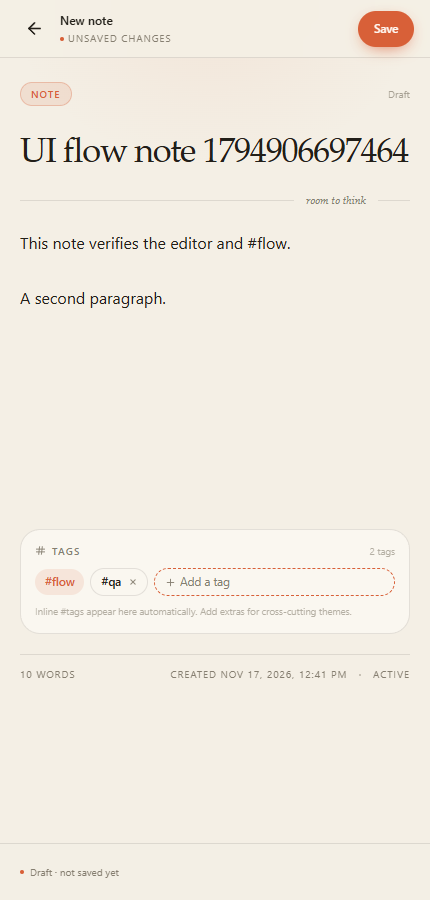 New note
UNSAVED CHANGES
Save
NOTE
Draft
UI flow note 1794906697464
room to think
This note verifies the editor and #flow.
A second paragraph.
# TAGS
2 tags
#flow
#qa ×
+ Add a tag
Inline #tags appear here automatically. Add extras for cross-cutting themes.
10 WORDS
CREATED NOV 17, 2026, 12:41 PM · ACTIVE
Draft · not saved yet